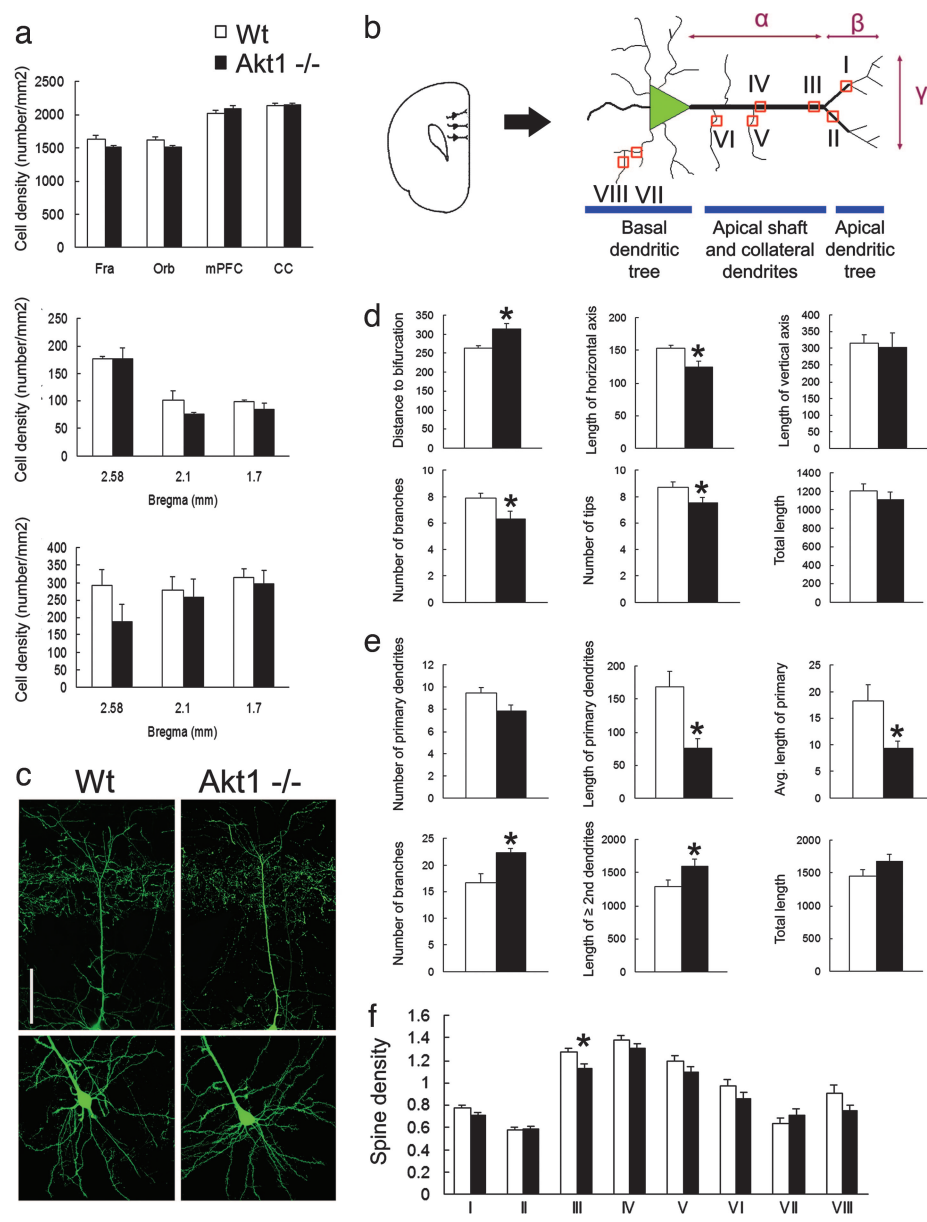 a
Wt
Akt1 -/-
Cell density (number/mm2)
2500
2000
1500
1000
500
0
Fra Orb mPFC CC
Cell density (number/mm2)
250
200
150
100
50
0
2.58 2.1 1.7
Bregma (mm)
Cell density (number/mm2)
400
350
300
250
200
150
100
50
0
2.58 2.1 1.7
Bregma (mm)
b
α β
γ
I
II
III
IV
V
VI
VIII VII
Basal dendritic tree
Apical shaft and collateral dendrites
Apical dendritic tree
c
Wt Akt1 -/-
d
Distance to bifurcation
350
300
250
200
150
100
50
0
*
Length of horizontal axis
200
150
100
50
0
*
Length of vertical axis
400
350
300
250
200
150
100
50
0
Number of branches
10
8
6
4
2
0
*
Number of tips
10
8
6
4
2
0
*
Total length
1400
1200
1000
800
600
400
200
0
e
Number of primary dendrites
12
10
8
6
4
2
0
Length of primary dendrites
200
150
100
50
0
*
Avg. length of primary
25
20
15
10
5
0
*
Number of branches
25
20
15
10
5
0
*
Length of ≥ 2nd dendrites
2000
1500
1000
500
0
*
Total length
2000
1500
1000
500
0
f
Spine density
1.6
1.4
1.2
1
0.8
0.6
0.4
0.2
0
*
I II III IV V VI VII VIII